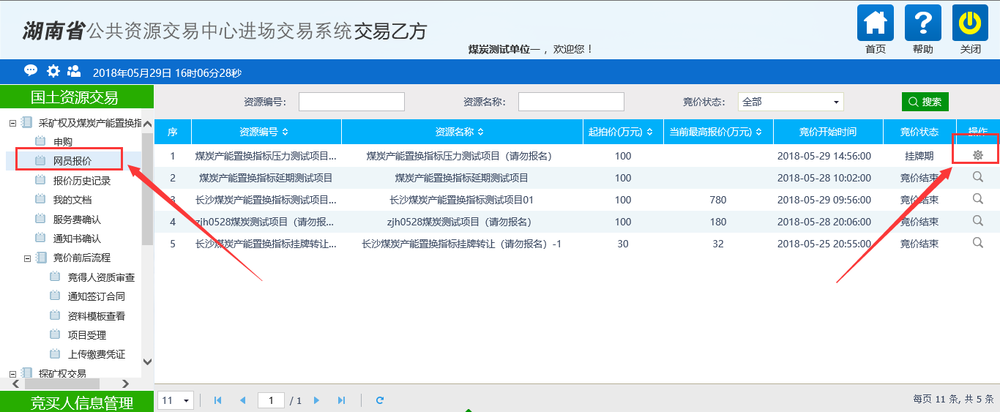 湖南省公共资源交易中心进场交易系统 交易乙方
煤炭测试单位一 ，欢迎您！
首页 帮助 关闭
2018年05月29日 16时06分28秒
国土资源交易
采矿权及煤炭产能置换指
申购
网员报价
报价历史记录
我的文档
服务费确认
通知书确认
竞价前后流程
竞得人资质审查
通知签订合同
资料模板查看
项目受理
上传缴费凭证
探矿权交易
竞买人信息管理
资源编号： 资源名称： 竞价状态： 全部 搜索
序 资源编号 资源名称 起拍价(万元) 当前最高报价(万元) 竞价开始时间 竞价状态 操作
1 煤炭产能置换指标压力测试项目... 煤炭产能置换指标压力测试项目（请勿报名） 100 2018-05-29 14:56:00 挂牌期
2 煤炭产能置换指标延期测试项目 煤炭产能置换指标延期测试项目 100 2018-05-28 10:02:00 竞价结束
3 长沙煤炭产能置换指标测试项目... 长沙煤炭产能置换指标测试项目01 100 780 2018-05-29 09:56:00 竞价结束
4 zjh0528煤炭测试项目（请勿报... zjh0528煤炭测试项目（请勿报名） 100 180 2018-05-28 20:06:00 竞价结束
5 长沙煤炭产能置换指标挂牌转让... 长沙煤炭产能置换指标挂牌转让（请勿报名）-1 30 32 2018-05-25 20:55:00 竞价结束
11 1 / 1 每页 11 条, 共 5 条